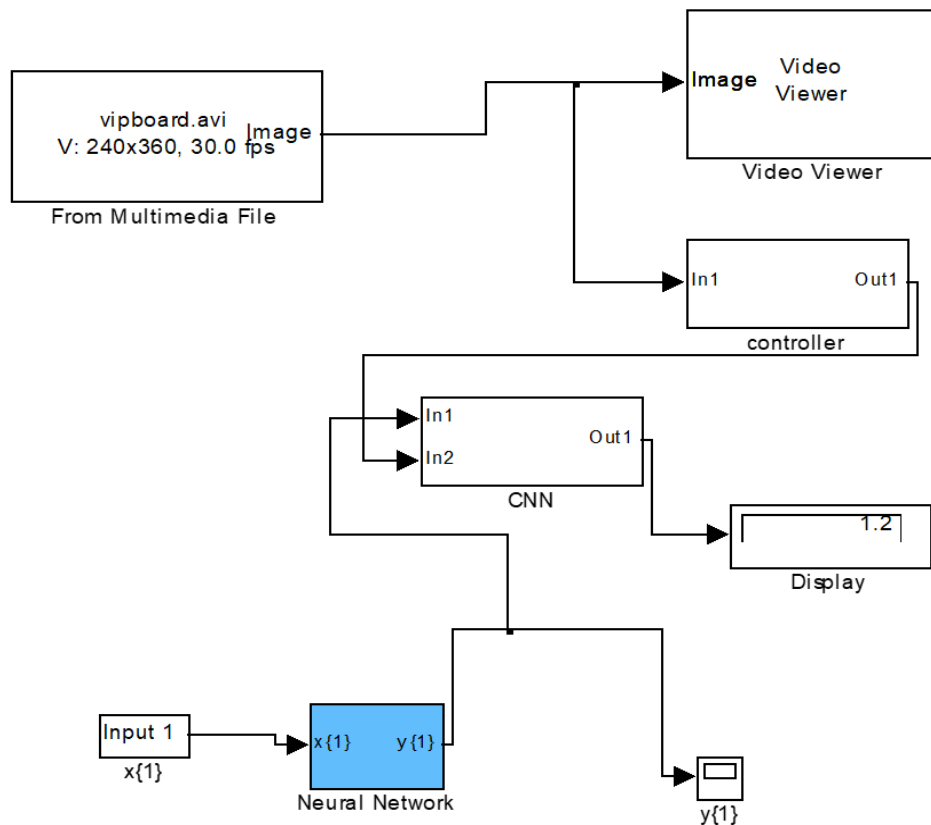 vipboard.avi
V: 240x360, 30.0 fps
Image
From Multimedia File
Image
Video
Viewer
Video Viewer
In1
Out1
controller
In1
In2
Out1
CNN
1.2
Display
Input 1
x{1}
x{1}
y{1}
Neural Network
y{1}